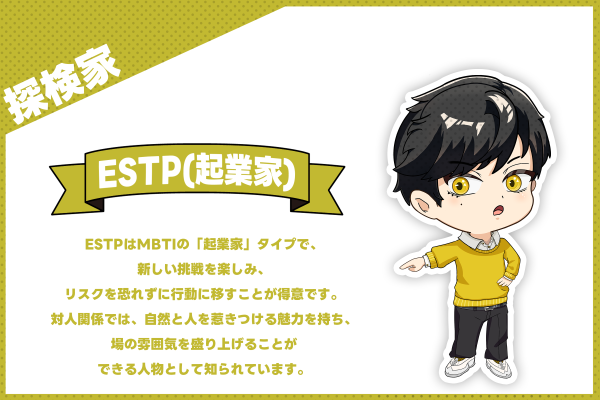 探検家
ESTP(起業家)
ESTPはMBTIの「起業家」タイプで、
新しい挑戦を楽しみ、
リスクを恐れずに行動に移すことが得意です。
対人関係では、自然と人を惹きつける魅力を持ち、
場の雰囲気を盛り上げることが
できる人物として知られています。